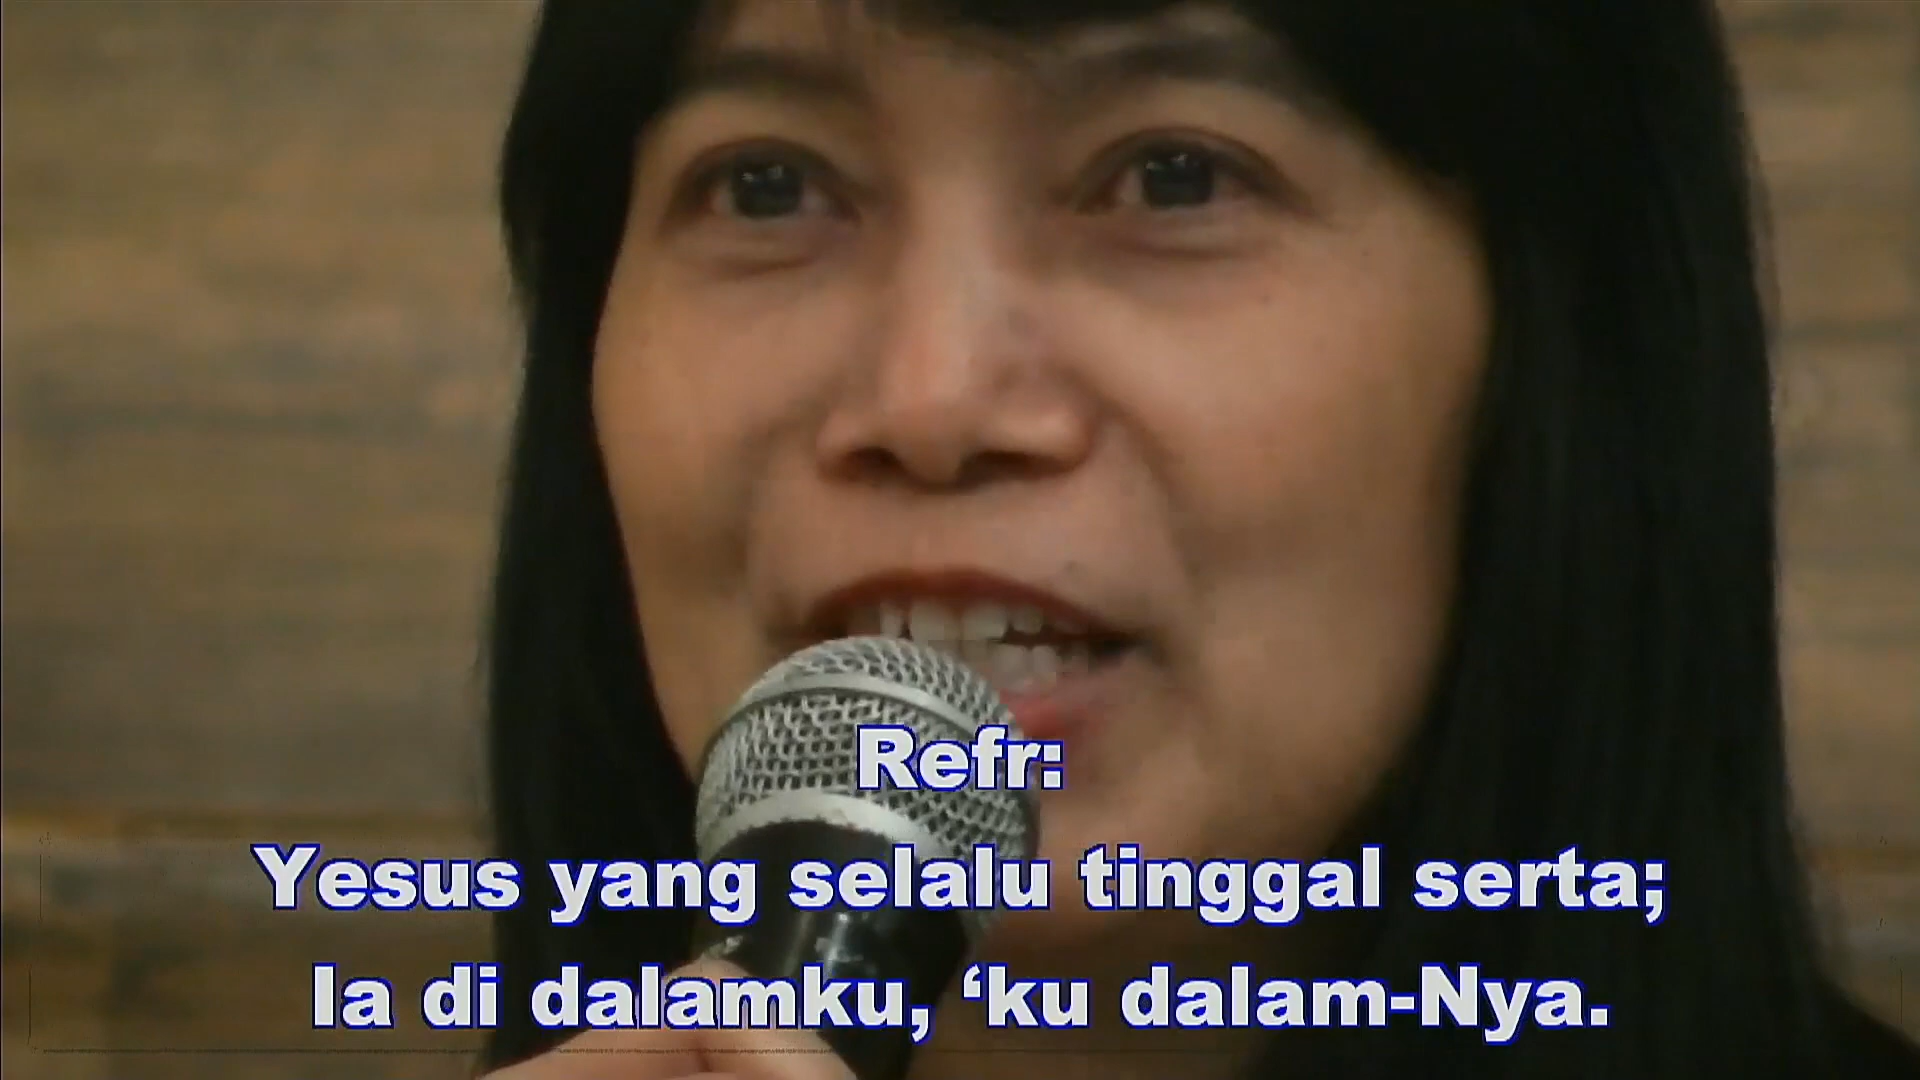 Refr:
Yesus yang selalu tinggal serta;
Ia di dalamku, ‘ku dalam-Nya.